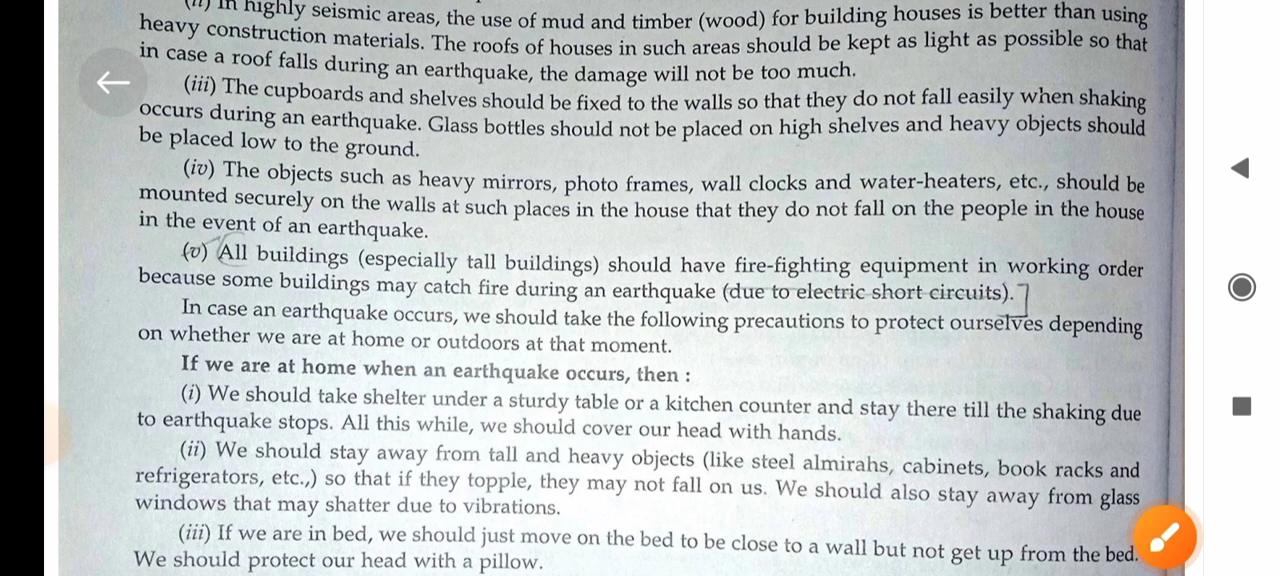 (ii) In highly seismic areas, the use of mud and timber (wood) for building houses is better than using
heavy construction materials. The roofs of houses in such areas should be kept as light as possible so that
in case a roof falls during an earthquake, the damage will not be too much.
(iii) The cupboards and shelves should be fixed to the walls so that they do not fall easily when shaking
occurs during an earthquake. Glass bottles should not be placed on high shelves and heavy objects should
be placed low to the ground.
(iv) The objects such as heavy mirrors, photo frames, wall clocks and water-heaters, etc., should be
mounted securely on the walls at such places in the house that they do not fall on the people in the house
in the event of an earthquake.
(v) All buildings (especially tall buildings) should have fire-fighting equipment in working order
because some buildings may catch fire during an earthquake (due to electric short circuits).
In case an earthquake occurs, we should take the following precautions to protect ourselves depending
on whether we are at home or outdoors at that moment.
If we are at home when an earthquake occurs, then :
(i) We should take shelter under a sturdy table or a kitchen counter and stay there till the shaking due
to earthquake stops. All this while, we should cover our head with hands.
(ii) We should stay away from tall and heavy objects (like steel almirahs, cabinets, book racks and
refrigerators, etc.,) so that if they topple, they may not fall on us. We should also stay away from glass
windows that may shatter due to vibrations.
(iii) If we are in bed, we should just move on the bed to be close to a wall but not get up from the bed.
We should protect our head with a pillow.